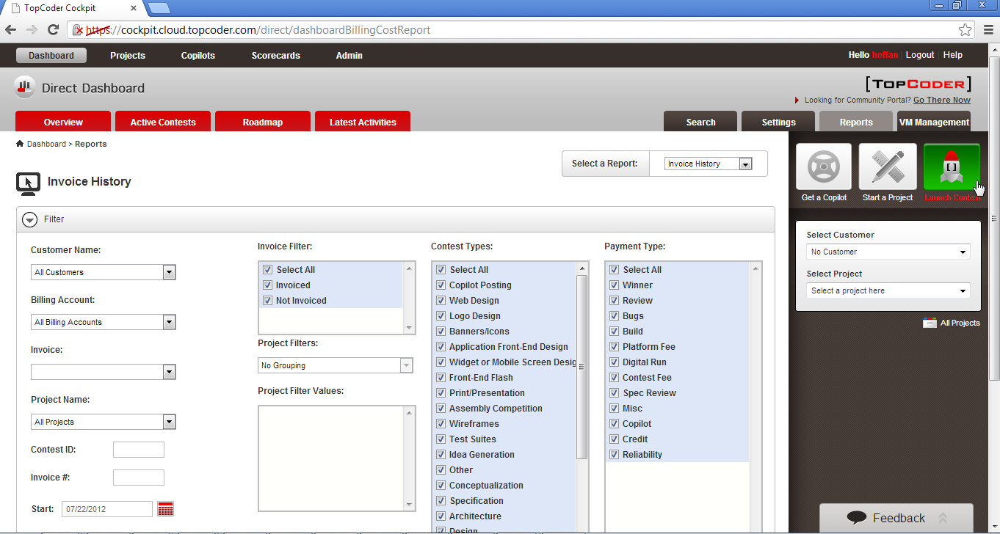 TopCoder Cockpit
https://cockpit.cloud.topcoder.com/direct/dashboardBillingCostReport
Dashboard Projects Copilots Scorecards Admin
Hello heffan Logout Help
Direct Dashboard
[TOPCODER]
Looking for Community Portal? Go There Now
Overview Active Contests Roadmap Latest Activities Search Settings Reports VM Management
Dashboard > Reports
Select a Report: Invoice History
Invoice History
Get a Copilot Start a Project Launch Contest
Filter
Customer Name:
All Customers
Billing Account:
All Billing Accounts
Invoice:
Project Name:
All Projects
Contest ID:
Invoice #:
Start: 07/22/2012
Invoice Filter:
Select All
Invoiced
Not Invoiced
Project Filters:
No Grouping
Project Filter Values:
Contest Types:
Select All
Copilot Posting
Web Design
Logo Design
Banners/Icons
Application Front-End Design
Widget or Mobile Screen Desig
Front-End Flash
Print/Presentation
Assembly Competition
Wireframes
Test Suites
Idea Generation
Other
Conceptualization
Specification
Architecture
Design
Payment Type:
Select All
Winner
Review
Bugs
Build
Platform Fee
Digital Run
Contest Fee
Spec Review
Misc
Copilot
Credit
Reliability
Select Customer
No Customer
Select Project
Select a project here
All Projects
Feedback